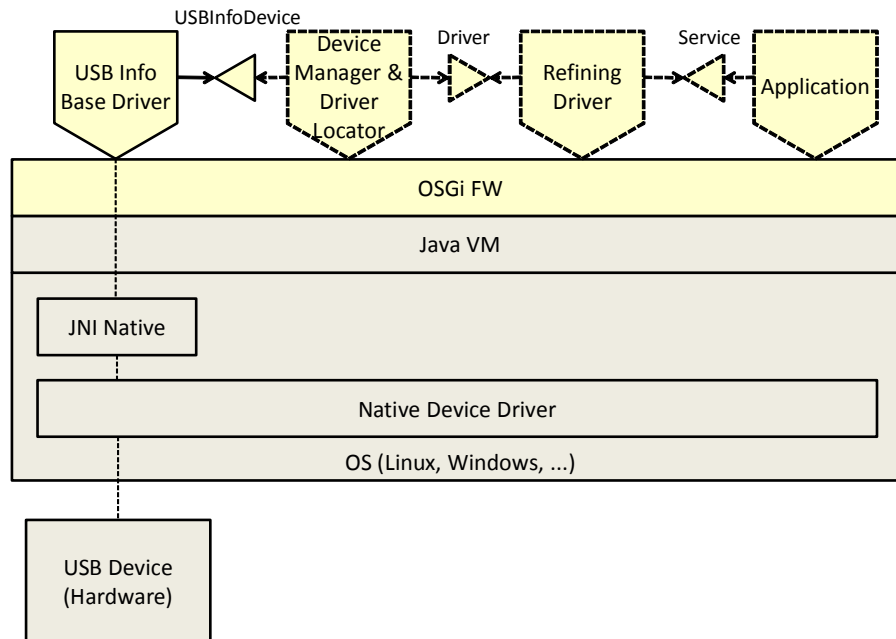 USBInfoDevice
USB Info
Base Driver
Device
Manager &
Driver
Locator
Driver
Refining
Driver
Service
Application
OSGi FW
Java VM
JNI Native
Native Device Driver
OS (Linux, Windows, ...)
USB Device
(Hardware)